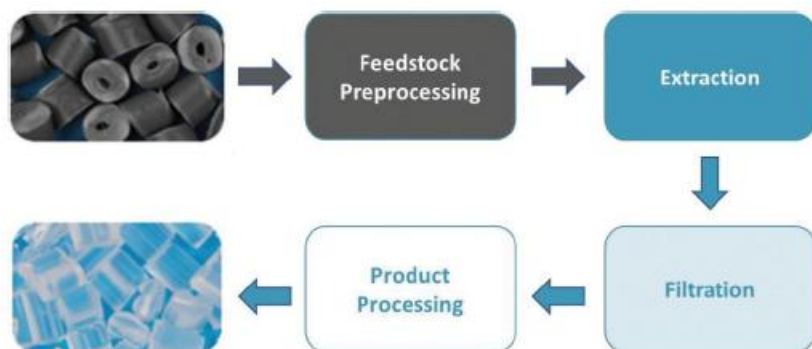 Feedstock
Preprocessing
Extraction
Product
Processing
Filtration